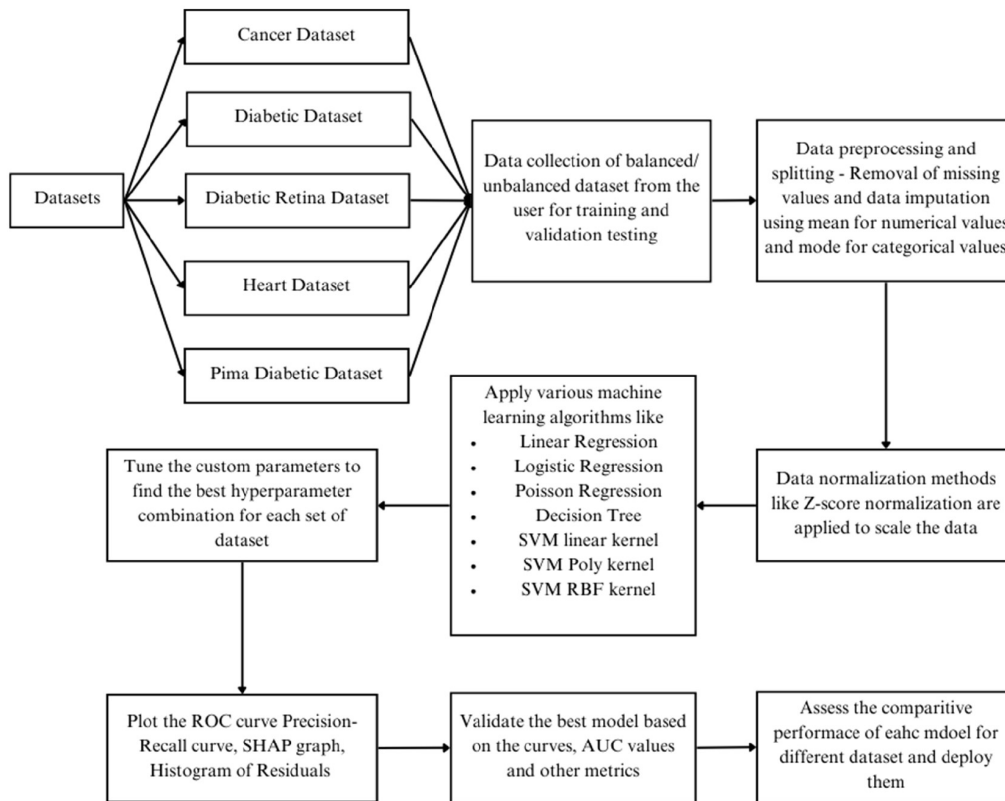 Datasets
Cancer Dataset
Diabetic Dataset
Diabetic Retina Dataset
Heart Dataset
Pima Diabetic Dataset
Data collection of balanced/
unbalanced dataset from the
user for training and
validation testing
Data preprocessing and
splitting - Removal of missing
values and data imputation
using mean for numerical values
and mode for categorical values
Data normalization methods
like Z-score normalization are
applied to scale the data
Apply various machine
learning algorithms like
• Linear Regression
• Logistic Regression
• Poisson Regression
• Decision Tree
• SVM linear kernel
• SVM Poly kernel
• SVM RBF kernel
Tune the custom parameters to
find the best hyperparameter
combination for each set of
dataset
Plot the ROC curve Precision-
Recall curve, SHAP graph,
Histogram of Residuals
Validate the best model based
on the curves, AUC values
and other metrics
Assess the comparitive
performace of eahc mdoel for
different dataset and deploy
them